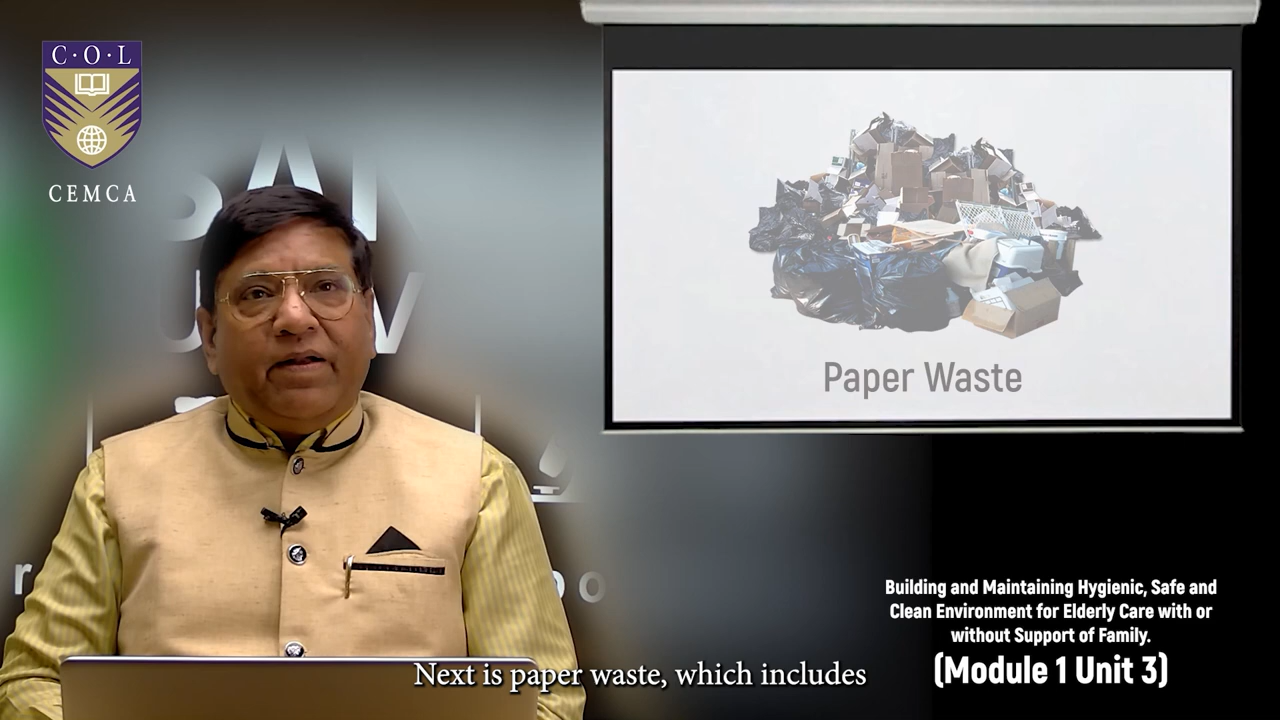 C·O·L
CEMCA
Paper Waste
Building and Maintaining Hygienic, Safe and
Clean Environment for Elderly Care with or
without Support of Family.
(Module 1 Unit 3)
Next is paper waste, which includes